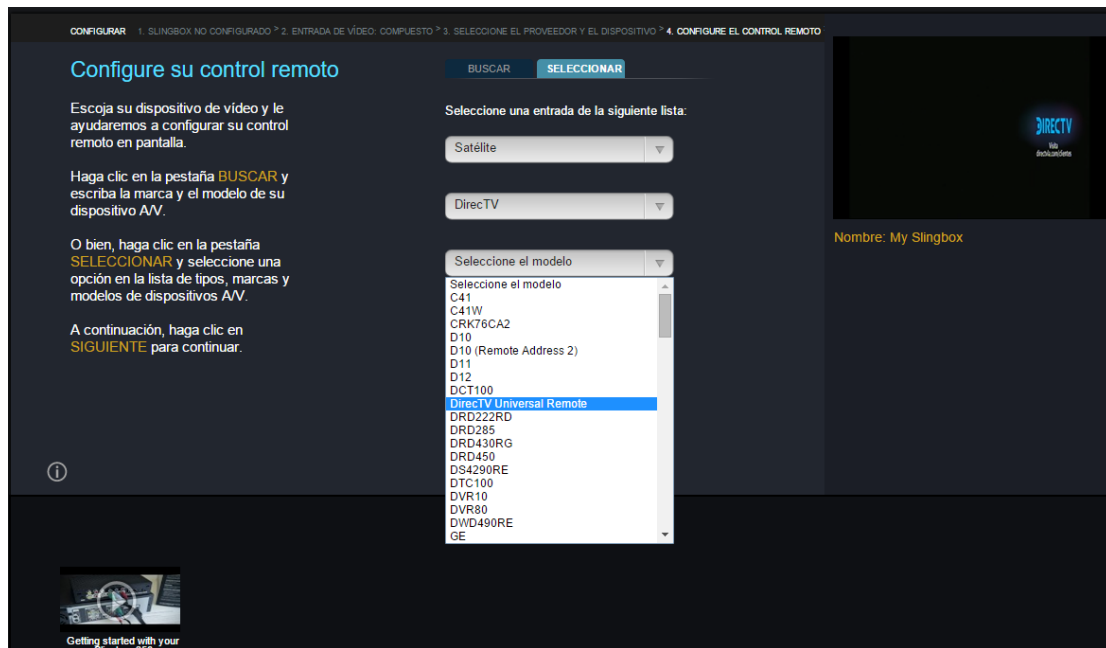 CONFIGURAR 1. SLINGBOX NO CONFIGURADO > 2. ENTRADA DE VÍDEO: COMPUESTO > 3. SELECCIONE EL PROVEEDOR Y EL DISPOSITIVO > 4. CONFIGURE EL CONTROL REMOTO
Configure su control remoto
Escoja su dispositivo de vídeo y le
ayudaremos a configurar su control
remoto en pantalla.
Haga clic en la pestaña BUSCAR y
escriba la marca y el modelo de su
dispositivo A/V.
O bien, haga clic en la pestaña
SELECCIONAR y seleccione una
opción en la lista de tipos, marcas y
modelos de dispositivos A/V.
A continuación, haga clic en
SIGUIENTE para continuar.
BUSCAR SELECCIONAR
Seleccione una entrada de la siguiente lista:
Satélite
DirecTV
Seleccione el modelo
Seleccione el modelo
C41
C41W
CRK76CA2
D10
D10 (Remote Address 2)
D11
D12
DCT100
DirecTV Universal Remote
DRD222RD
DRD285
DRD430RG
DRD450
DS4290RE
DTC100
DVR10
DVR80
DWD490RE
GE
DIRECTV
Visita
Nombre: My Slingbox
Getting started with your